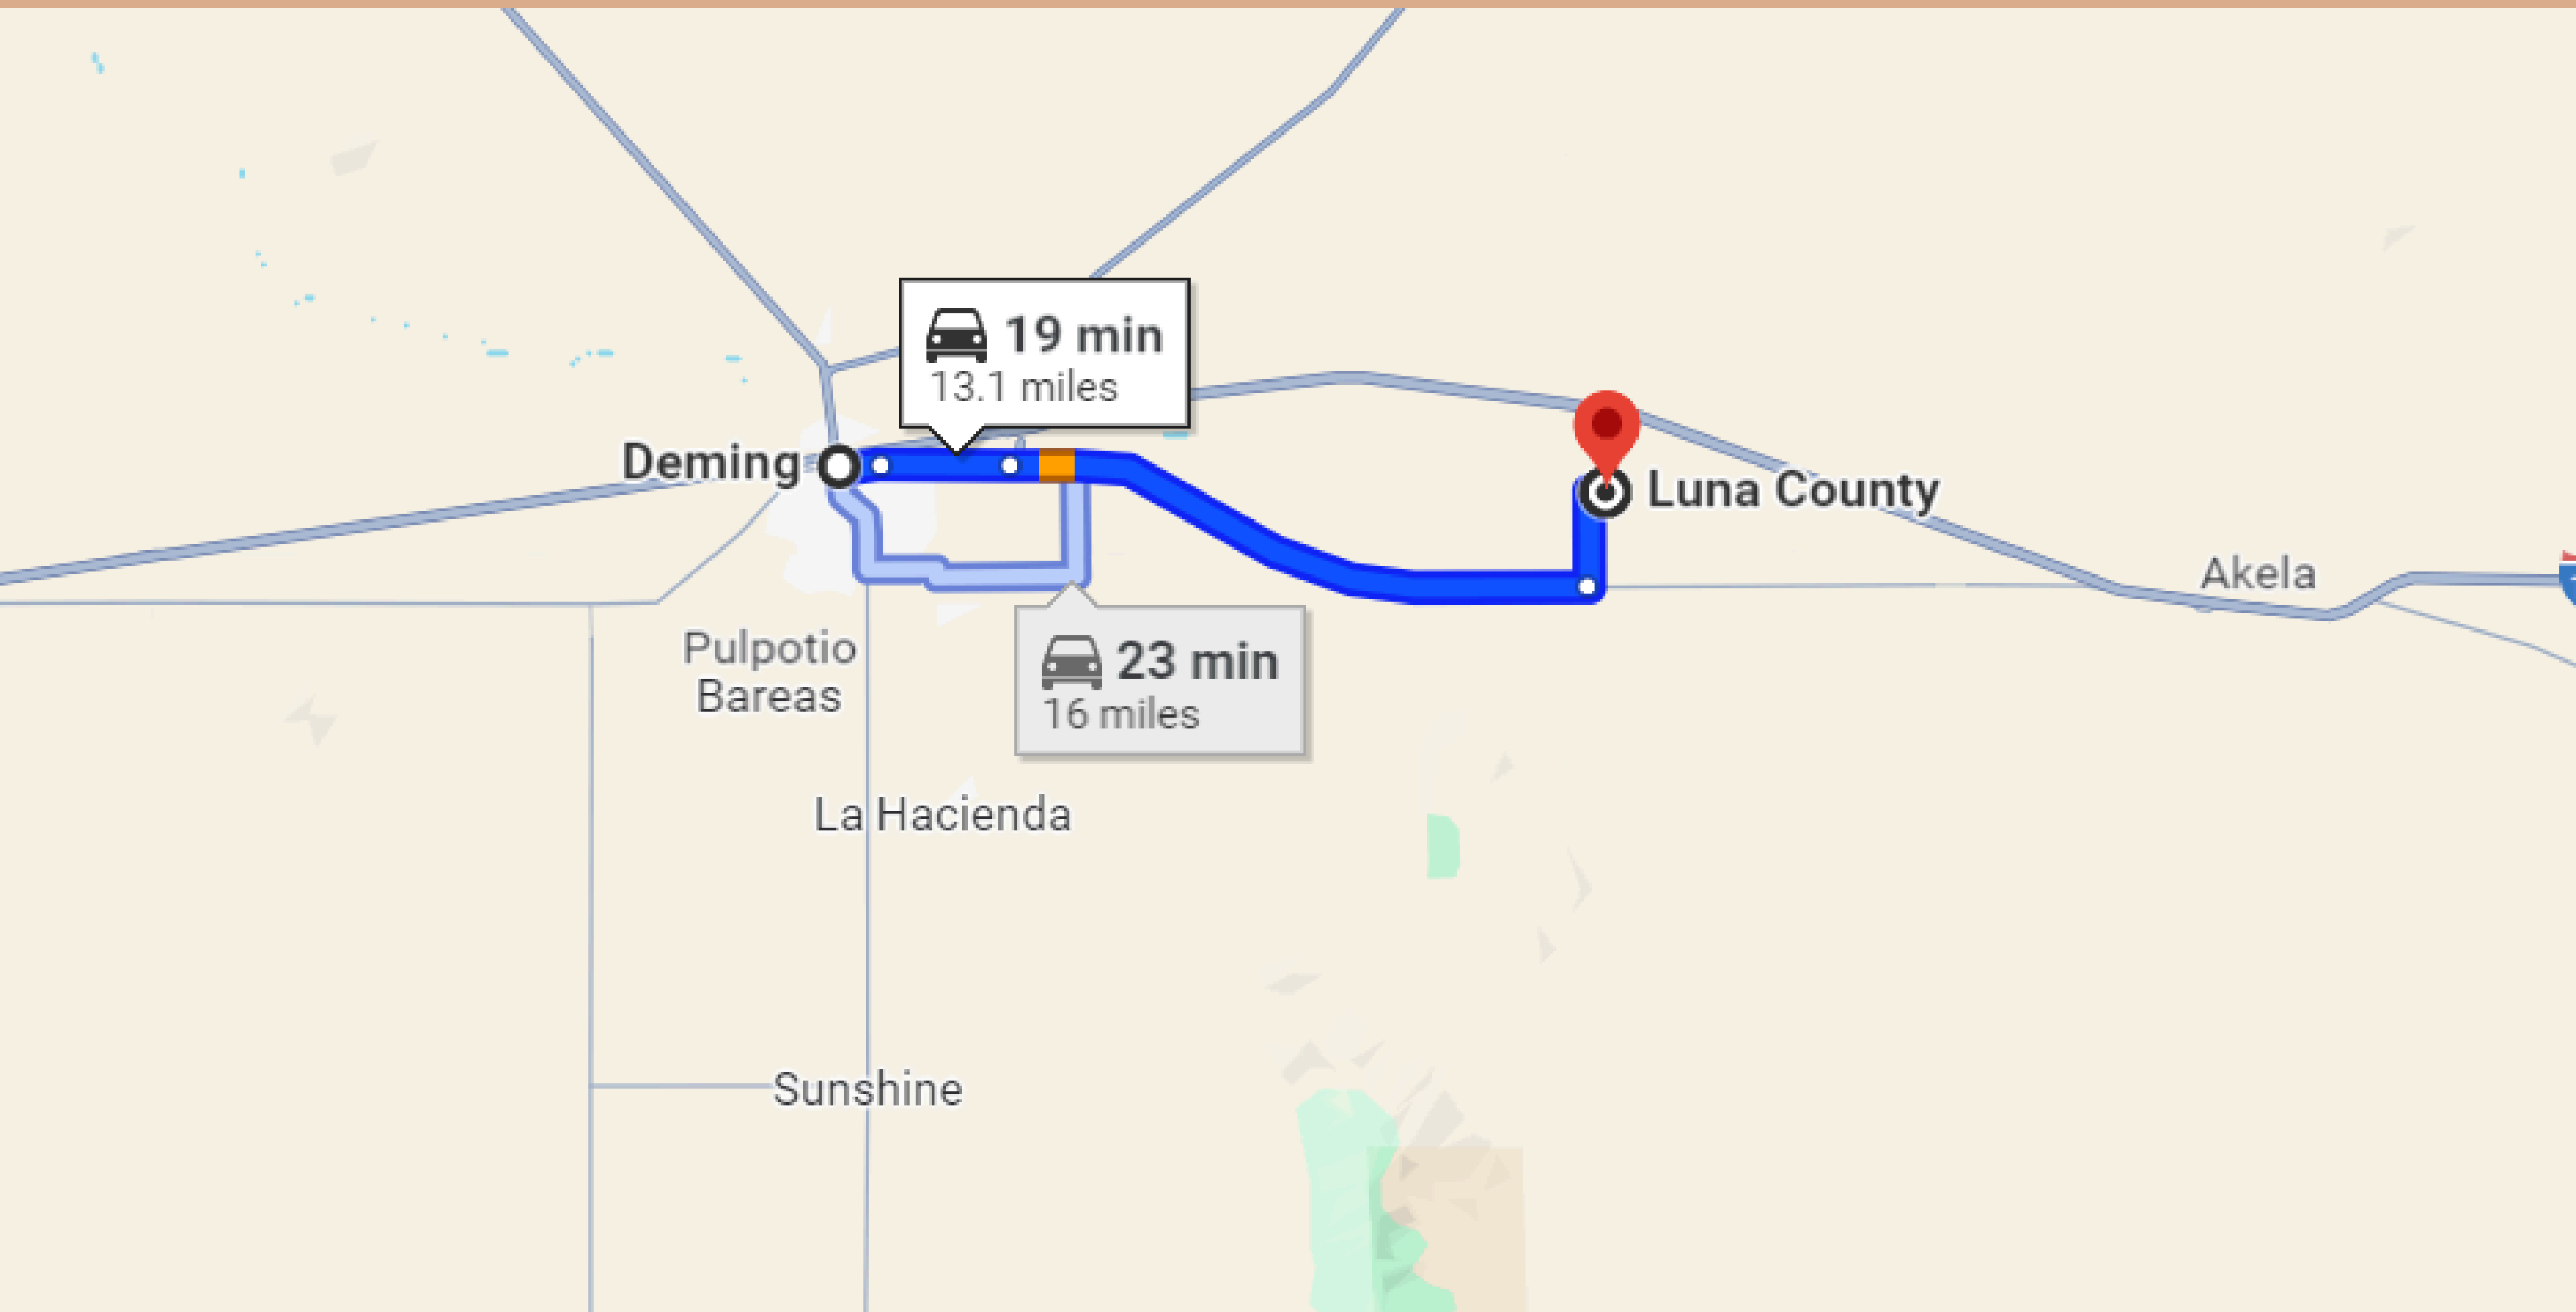 19 min
13.1 miles
Deming
Luna County
Akela
Pulpotio
Bareas
23 min
16 miles
La Hacienda
Sunshine